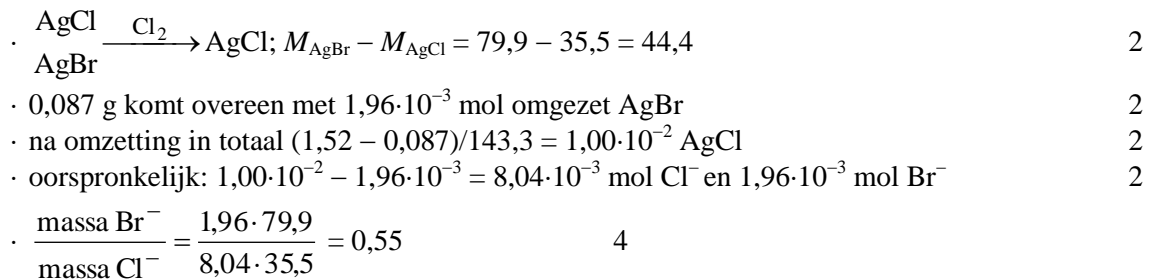 · AgCl AgBr —Cl₂→ AgCl; M_AgBr − M_AgCl = 79,9 − 35,5 = 44,4 2
· 0,087 g komt overeen met 1,96·10⁻³ mol omgezet AgBr 2
· na omzetting in totaal (1,52 − 0,087)/143,3 = 1,00·10⁻² AgCl 2
· oorspronkelijk: 1,00·10⁻² − 1,96·10⁻³ = 8,04·10⁻³ mol Cl⁻ en 1,96·10⁻³ mol Br⁻ 2
· massa Br⁻ / massa Cl⁻ = 1,96 · 79,9 / 8,04 · 35,5 = 0,55 4